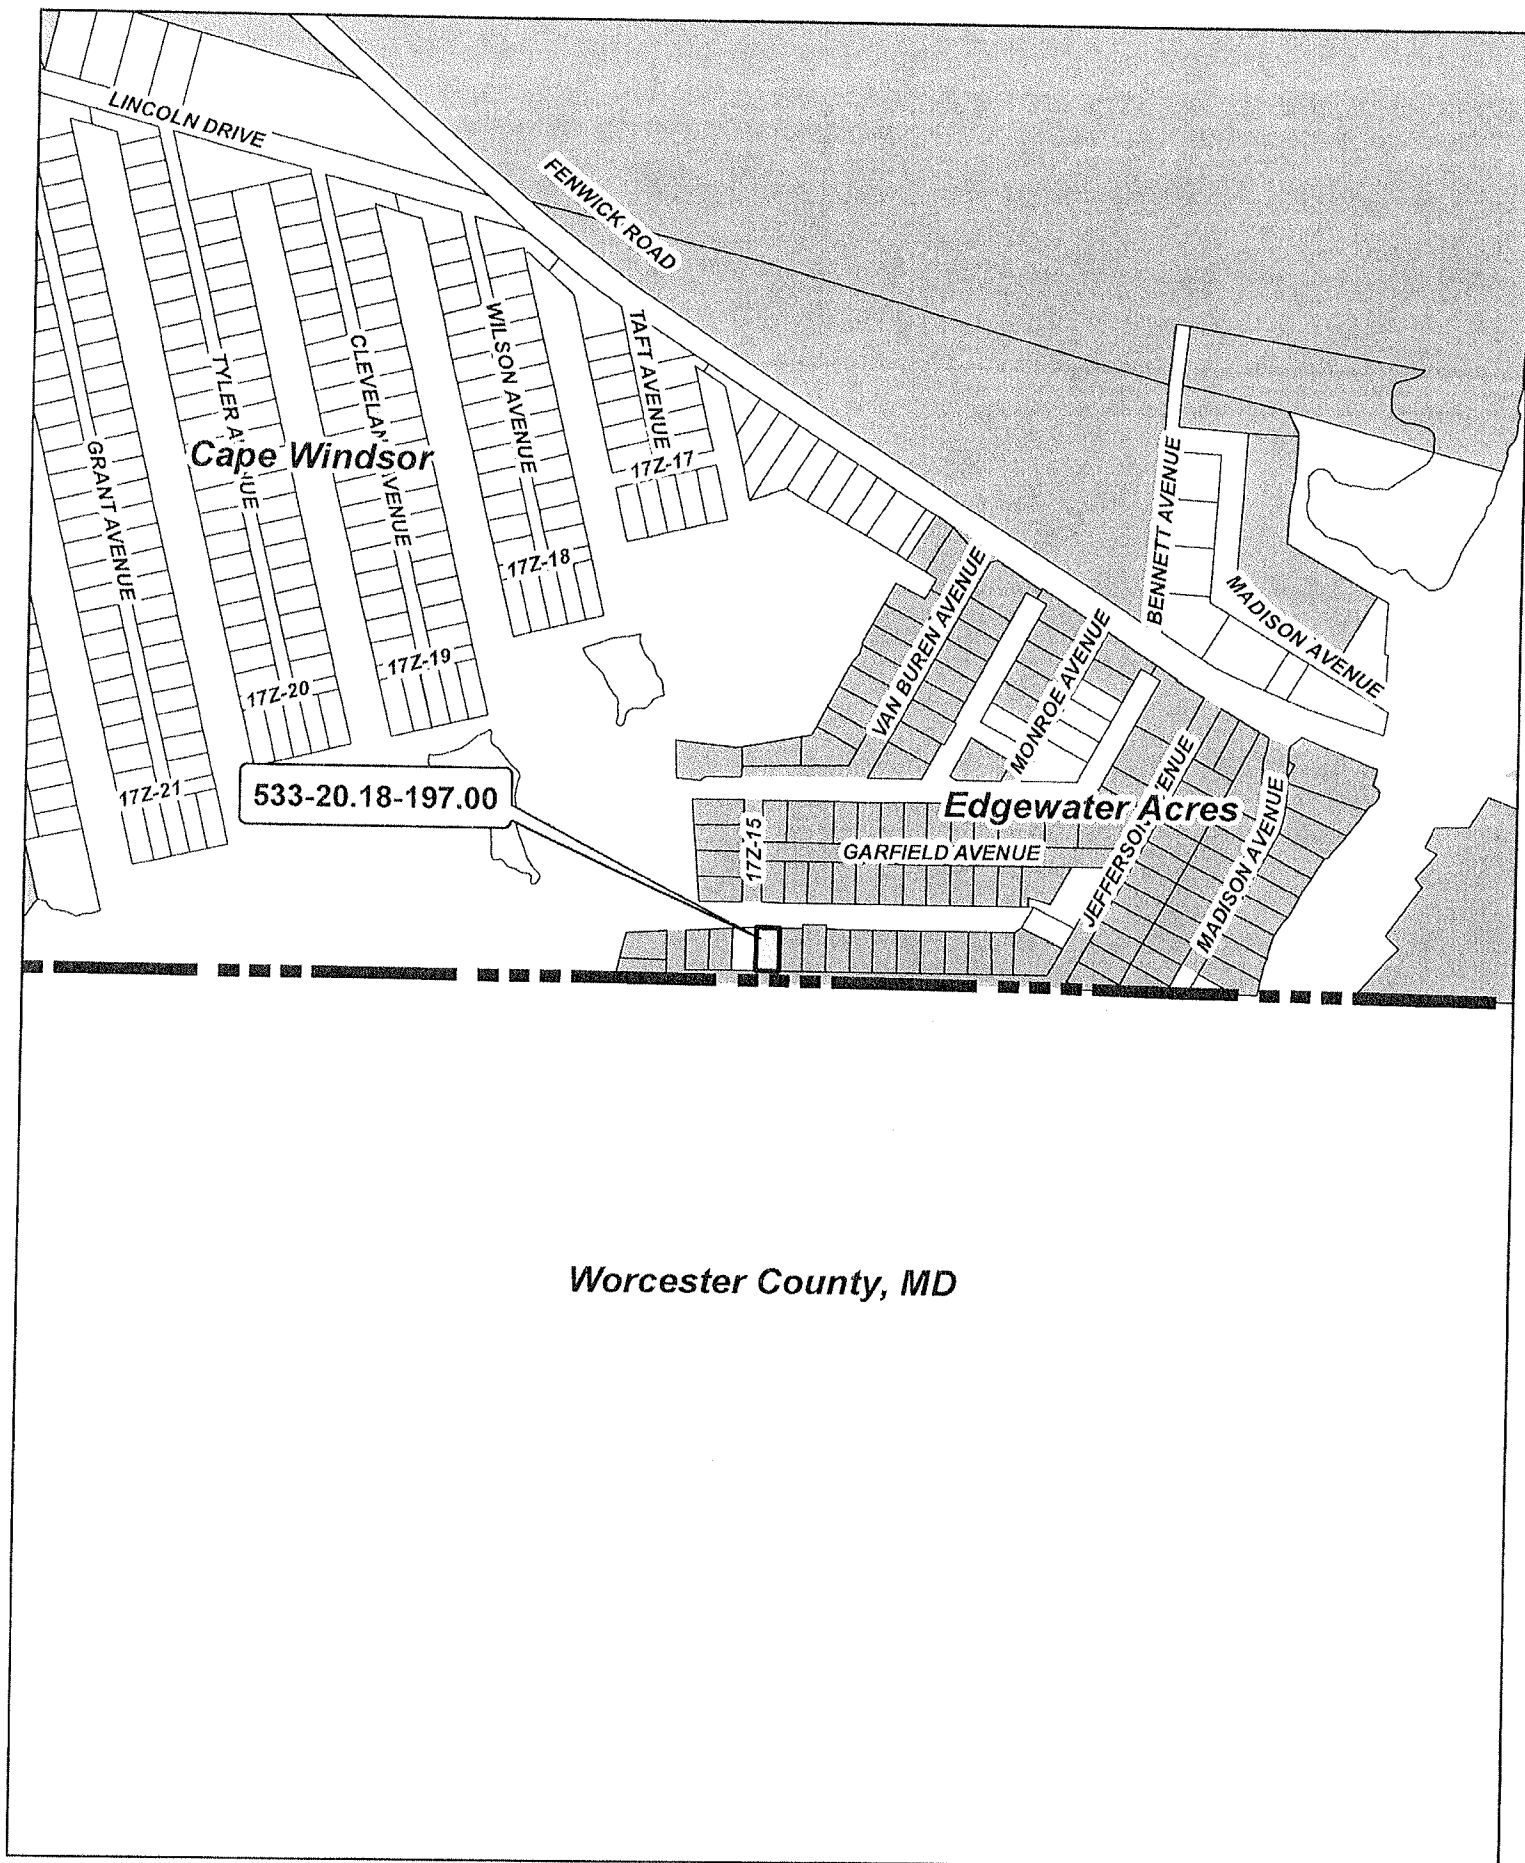 LINCOLN DRIVE
FENWICK ROAD
WILSON AVENUE
TAFT AVENUE
TYLER AVENUE
CLEVELAND AVENUE
GRANT AVENUE
Cape Windsor
17Z-17
BENNETT AVENUE
17Z-18
VAN BUREN AVENUE
MADISON AVENUE
MONROE AVENUE
17Z-19
17Z-20
17Z-21
533-20.18-197.00
Edgewater Acres
JEFFERSON AVENUE
MADISON AVENUE
17Z-15
GARFIELD AVENUE
Worcester County, MD